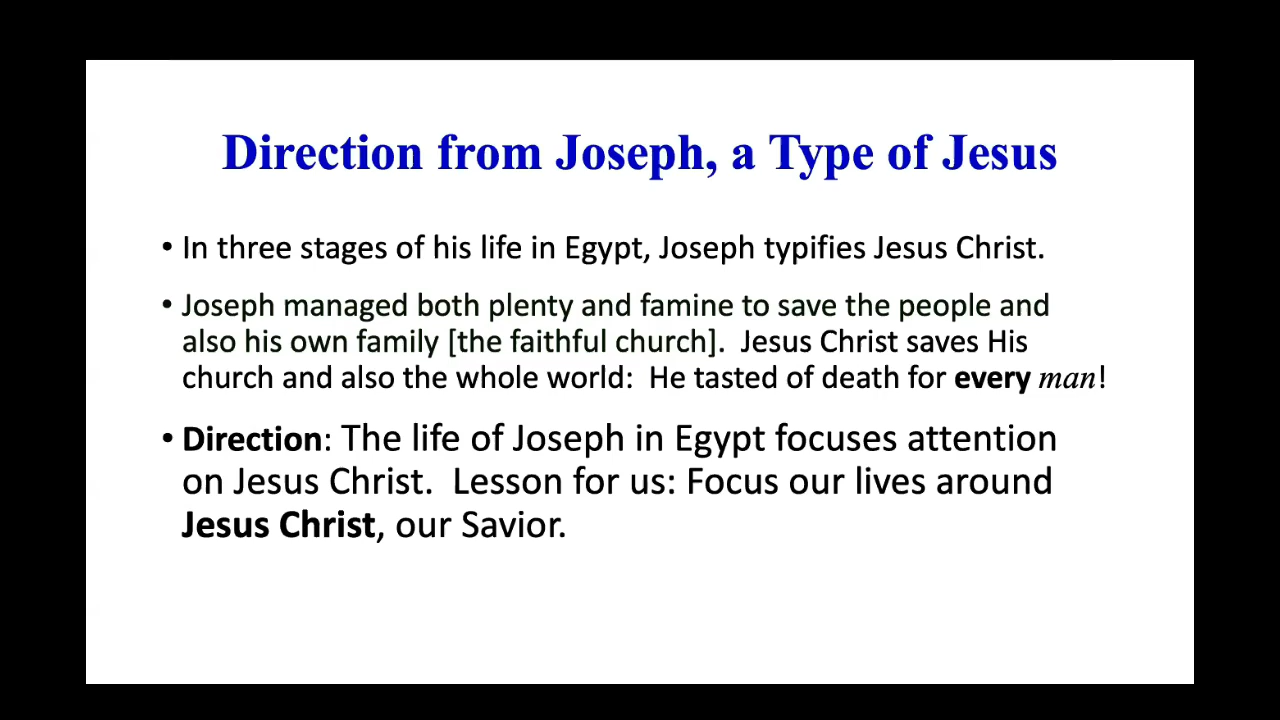 Direction from Joseph, a Type of Jesus
• In three stages of his life in Egypt, Joseph typifies Jesus Christ.
• Joseph managed both plenty and famine to save the people and
also his own family [the faithful church].  Jesus Christ saves His
church and also the whole world:  He tasted of death for every man!
• Direction: The life of Joseph in Egypt focuses attention
on Jesus Christ.  Lesson for us: Focus our lives around
Jesus Christ, our Savior.